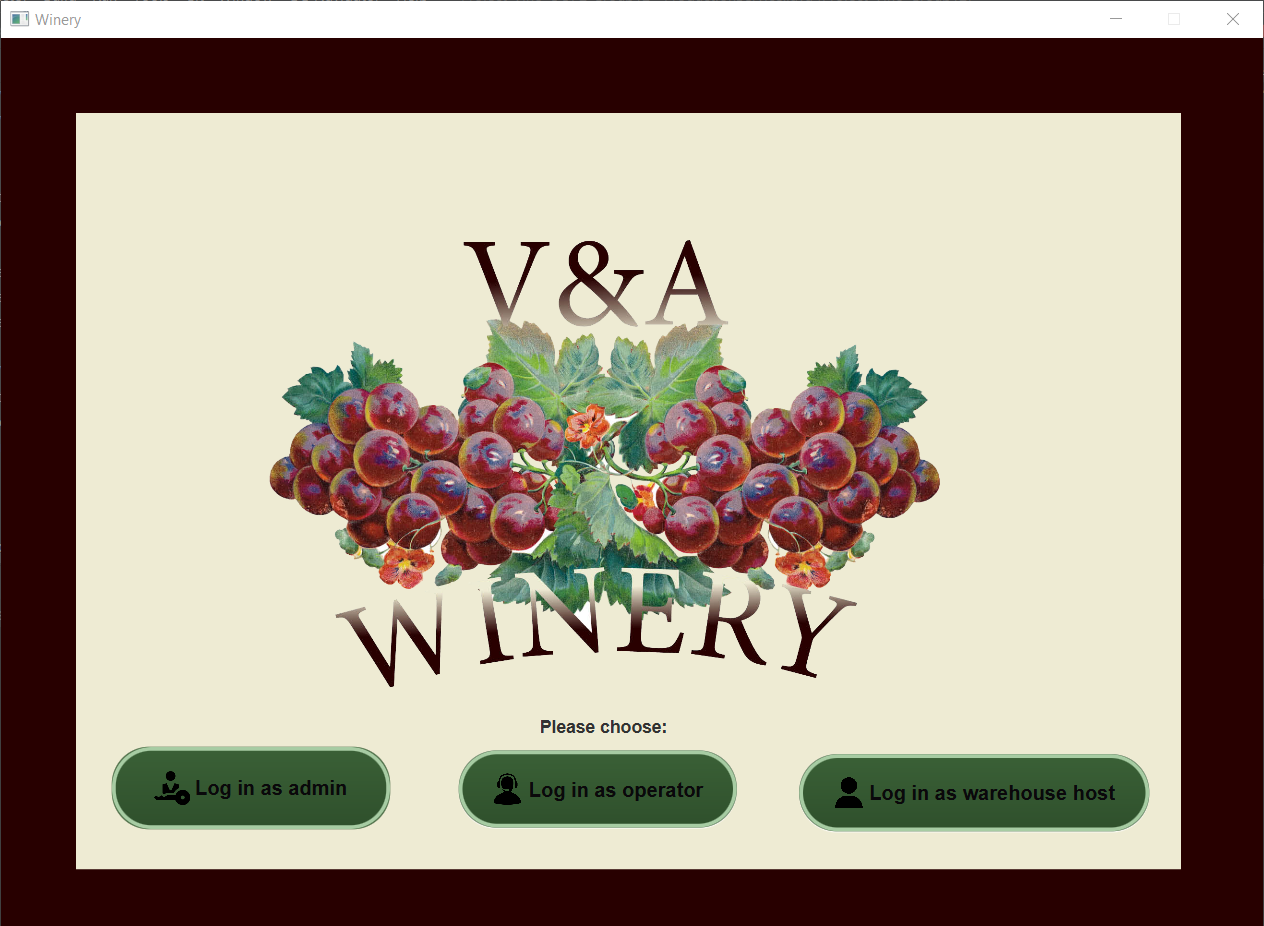 Winery
V&A
WINERY
Please choose:
Log in as admin
Log in as operator
Log in as warehouse host